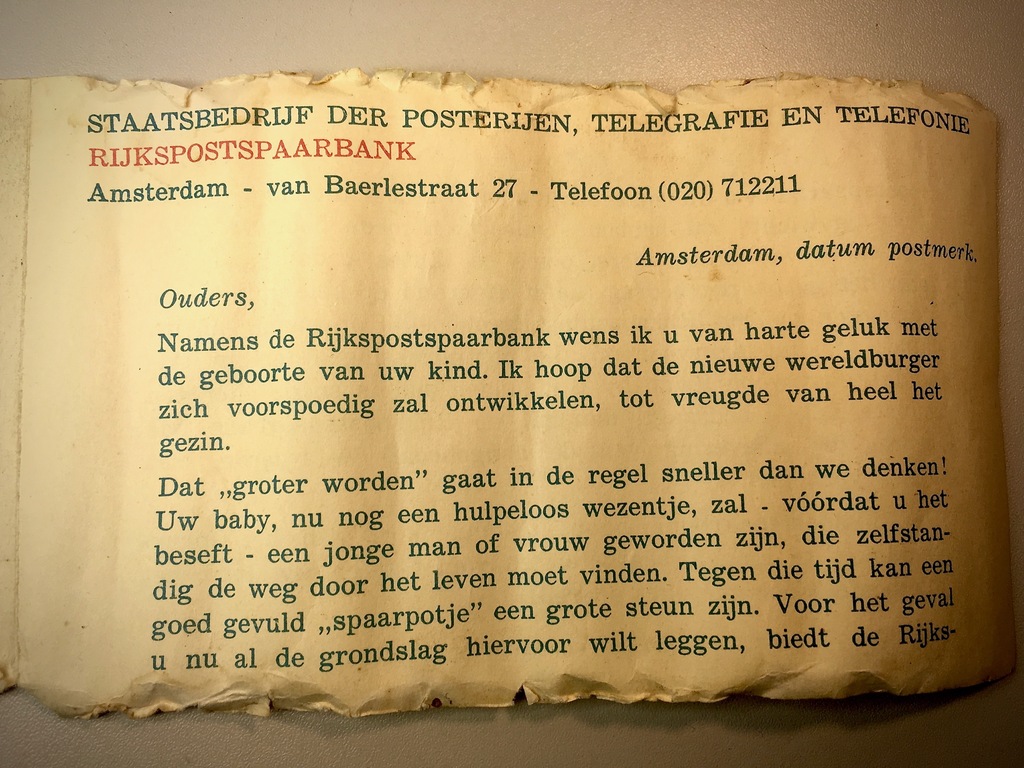 STAATSBEDRIJF DER POSTERIJEN, TELEGRAFIE EN TELEFONIE
RIJKSPOSTSPAARBANK
Amsterdam - van Baerlestraat 27 - Telefoon (020) 712211
Amsterdam, datum postmerk.
Ouders,
Namens de Rijkspostspaarbank wens ik u van harte geluk met
de geboorte van uw kind. Ik hoop dat de nieuwe wereldburger
zich voorspoedig zal ontwikkelen, tot vreugde van heel het
gezin.
Dat „groter worden” gaat in de regel sneller dan we denken!
Uw baby, nu nog een hulpeloos wezentje, zal - vóórdat u het
beseft - een jonge man of vrouw geworden zijn, die zelfstan-
dig de weg door het leven moet vinden. Tegen die tijd kan een
goed gevuld „spaarpotje” een grote steun zijn. Voor het geval
u nu al de grondslag hiervoor wilt leggen, biedt de Rijks-